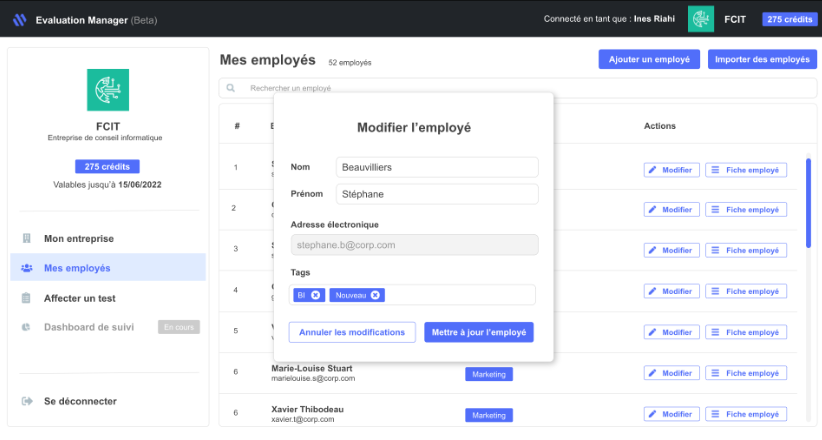 Evaluation Manager (Beta)
Connecté en tant que : Ines Riahi
FCIT
275 crédits
FCIT
Entreprise de conseil informatique
275 crédits
Valables jusqu'à 15/06/2022
Mon entreprise
Mes employés
Affecter un test
Dashboard de suivi
En cours
Se déconnecter
Mes employés
52 employés
Ajouter un employé
Importer des employés
Rechercher un employé
#
Actions
1
Modifier
Fiche employé
2
Modifier
Fiche employé
3
Modifier
Fiche employé
4
Modifier
Fiche employé
5
Modifier
Fiche employé
6
Marie-Louise Stuart
marielouise.s@corp.com
Marketing
Modifier
Fiche employé
6
Xavier Thibodeau
xavier.t@corp.com
Marketing
Modifier
Fiche employé
Modifier l'employé
Nom
Beauvilliers
Prénom
Stéphane
Adresse électronique
stephane.b@corp.com
Tags
BI
Nouveau
Annuler les modifications
Mettre à jour l'employé